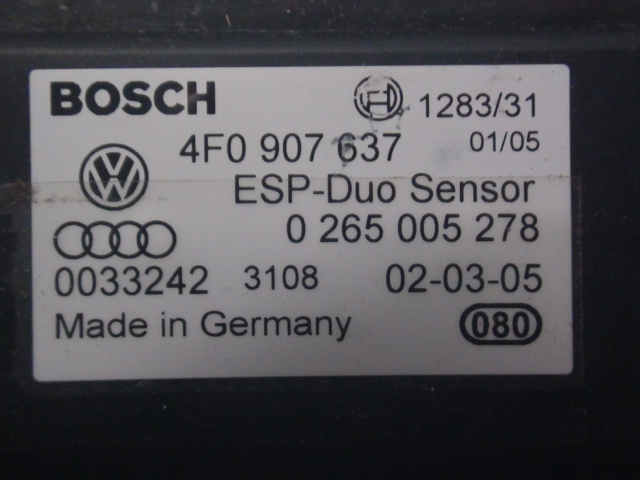 BOSCH
1283/31
4F0 907 637 01/05
ESP-Duo Sensor
0 265 005 278
0033242 3108 02-03-05
Made in Germany 080